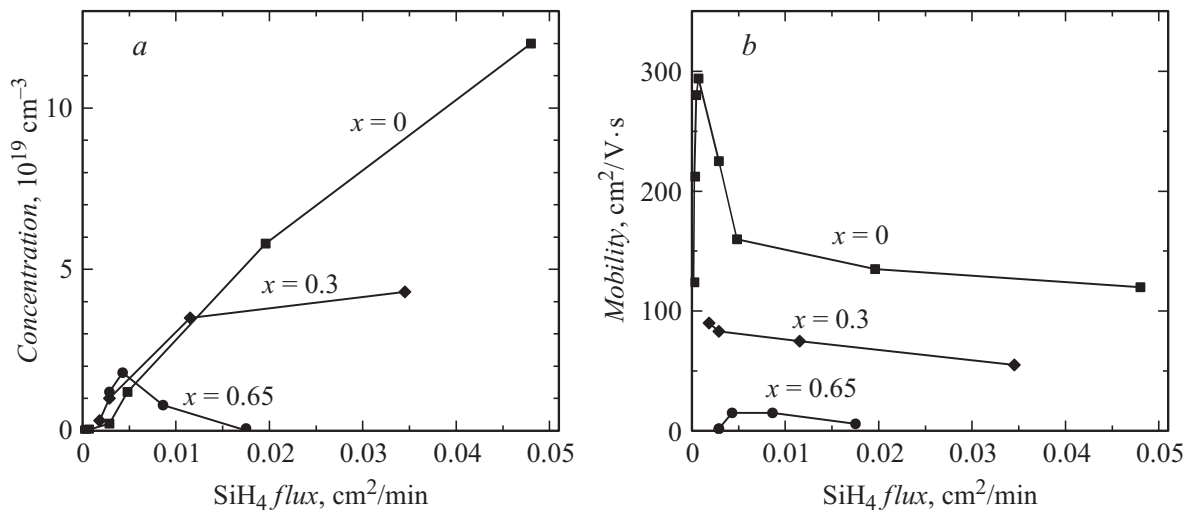 a
Concentration, 10^19 cm^−3
10
5
0
x = 0
x = 0.3
x = 0.65
0 0.01 0.02 0.03 0.04 0.05
SiH4 flux, cm^2/min
b
Mobility, cm^2/V·s
300
200
100
0
x = 0
x = 0.3
x = 0.65
0 0.01 0.02 0.03 0.04 0.05
SiH4 flux, cm^2/min